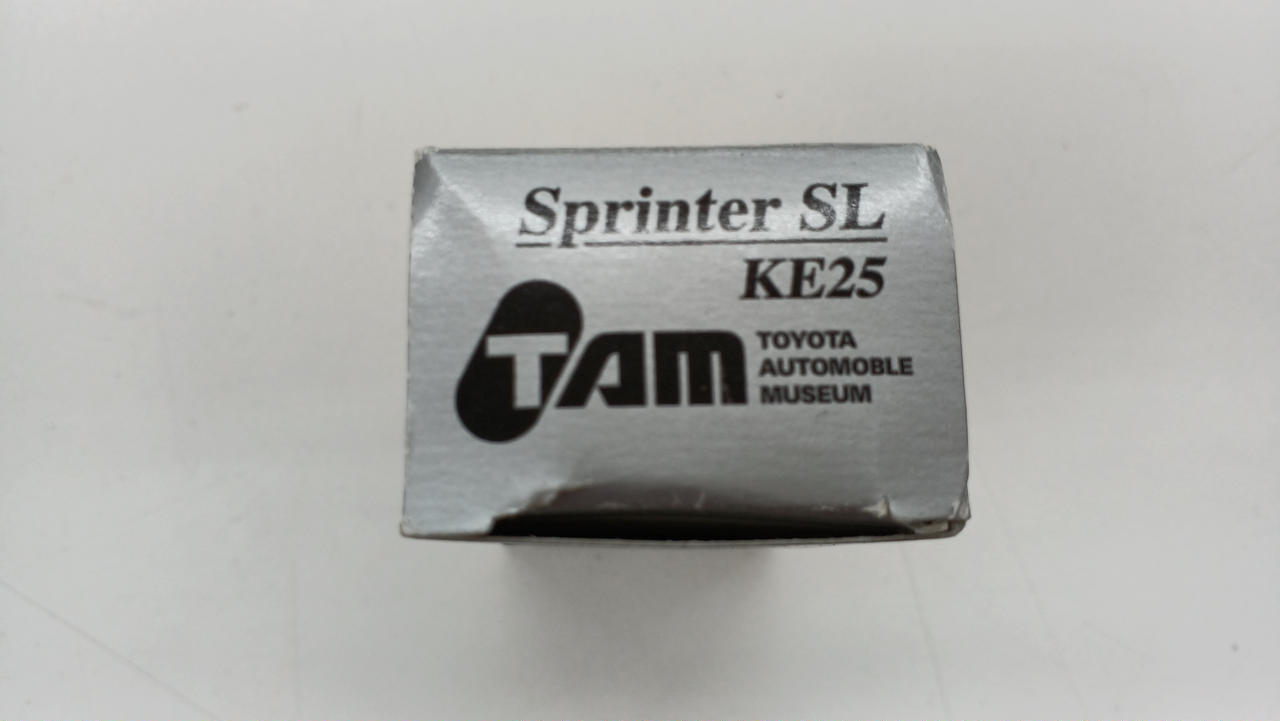 Sprinter SL
KE25
TAM
TOYOTA
AUTOMOBLE
MUSEUM